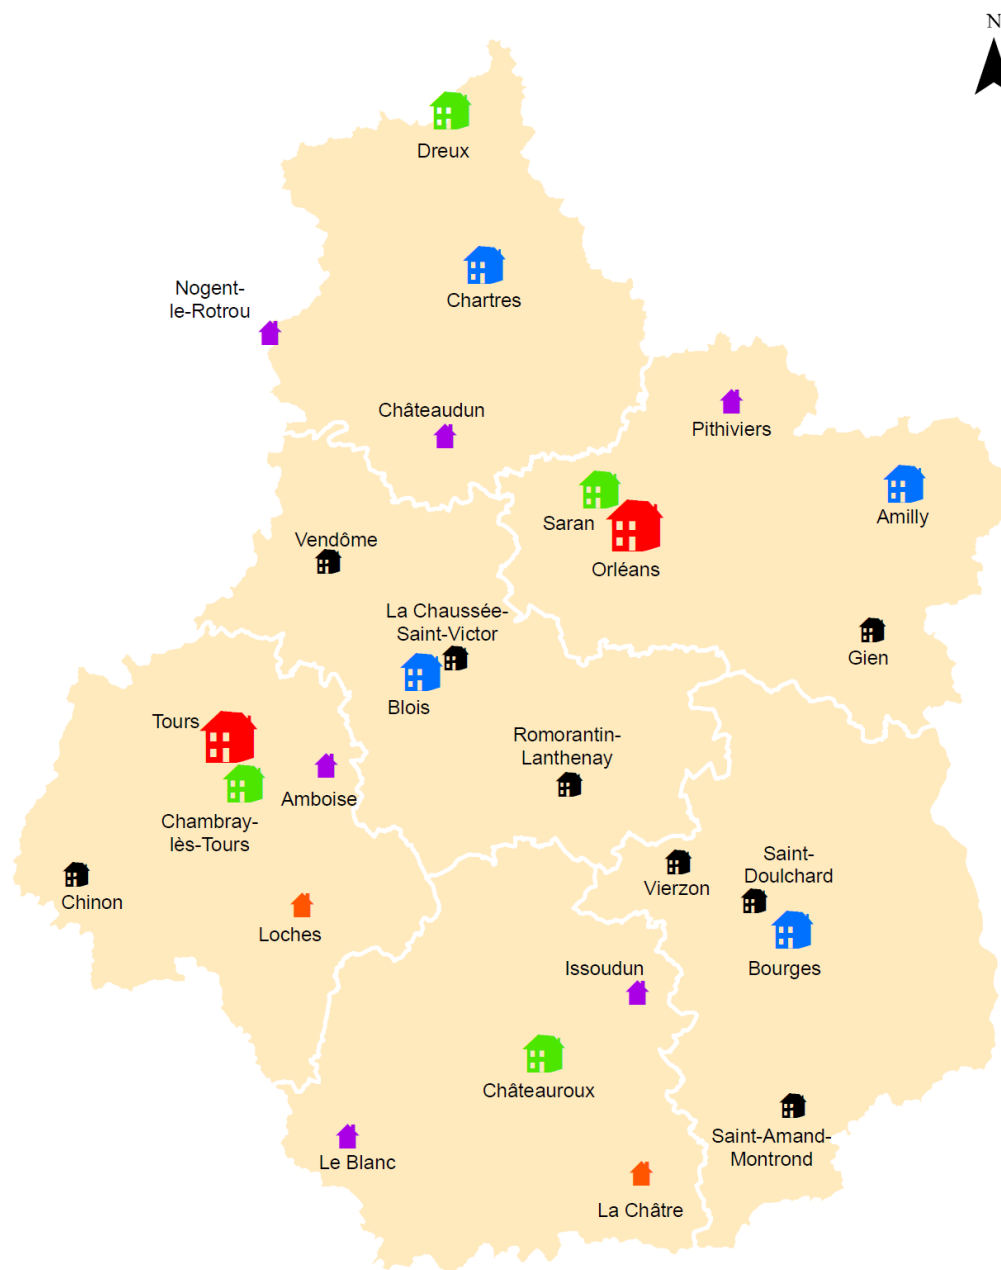 N
Dreux
Chartres
Nogent-
le-Rotrou
Châteaudun
Pithiviers
Saran
Amilly
Orléans
Vendôme
La Chaussée-
Saint-Victor
Gien
Blois
Tours
Romorantin-
Lanthenay
Amboise
Chambray-
lès-Tours
Saint-
Doulchard
Vierzon
Chinon
Loches
Issoudun
Bourges
Châteauroux
Saint-Amand-
Montrond
Le Blanc
La Châtre